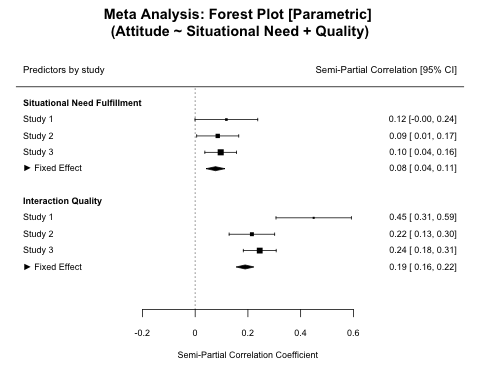 Meta Analysis: Forest Plot [Parametric]
(Attitude ~ Situational Need + Quality)
Predictors by study Semi-Partial Correlation [95% CI]
Situational Need Fulfillment
Study 1 0.12 [-0.00, 0.24]
Study 2 0.09 [ 0.01, 0.17]
Study 3 0.10 [ 0.04, 0.16]
► Fixed Effect 0.08 [ 0.04, 0.11]
Interaction Quality
Study 1 0.45 [ 0.31, 0.59]
Study 2 0.22 [ 0.13, 0.30]
Study 3 0.24 [ 0.18, 0.31]
► Fixed Effect 0.19 [ 0.16, 0.22]
-0.2 0 0.2 0.4 0.6
Semi-Partial Correlation Coefficient